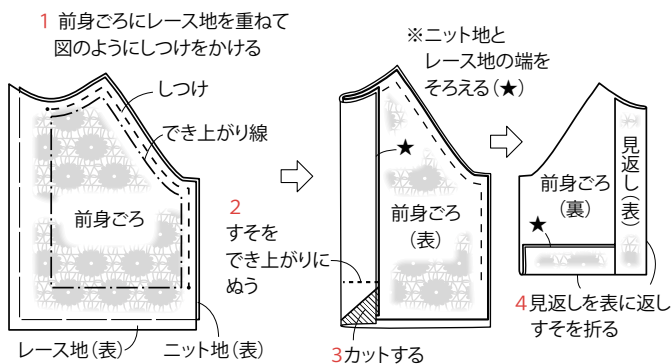 1 前身ごろにレース地を重ねて
図のようにしつけをかける
しつけ
でき上がり線
前身ごろ
レース地(表)
ニット地(表)
2
すそを
でき上がりに
ぬう
※ニット地と
レース地の端を
そろえる(★)
★
前身ごろ
(表)
3カットする
見返し(表)
前身ごろ
(裏)
★
4見返しを表に返し
すそを折る